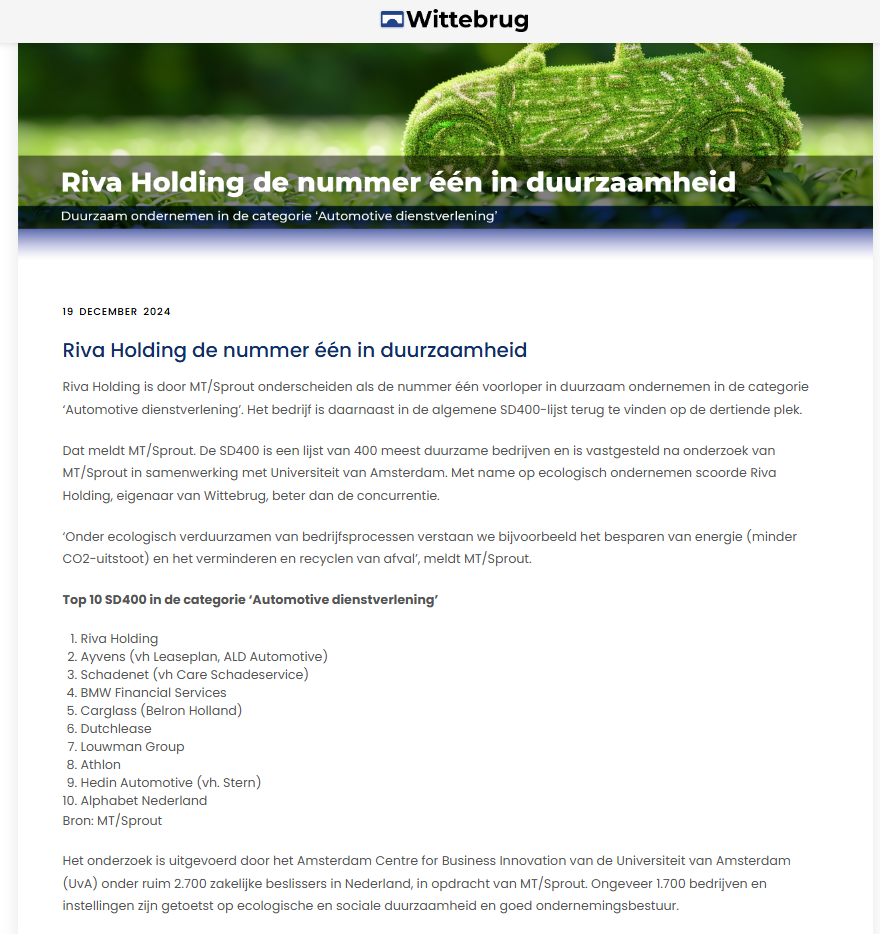 Wittebrug
Riva Holding de nummer één in duurzaamheid
Duurzaam ondernemen in de categorie ‘Automotive dienstverlening’
19 DECEMBER 2024
Riva Holding de nummer één in duurzaamheid
Riva Holding is door MT/Sprout onderscheiden als de nummer één voorloper in duurzaam ondernemen in de categorie
‘Automotive dienstverlening’. Het bedrijf is daarnaast in de algemene SD400-lijst terug te vinden op de dertiende plek.
Dat meldt MT/Sprout. De SD400 is een lijst van 400 meest duurzame bedrijven en is vastgesteld na onderzoek van
MT/Sprout in samenwerking met Universiteit van Amsterdam. Met name op ecologisch ondernemen scoorde Riva
Holding, eigenaar van Wittebrug, beter dan de concurrentie.
‘Onder ecologisch verduurzamen van bedrijfsprocessen verstaan we bijvoorbeeld het besparen van energie (minder
CO2-uitstoot) en het verminderen en recyclen van afval’, meldt MT/Sprout.
Top 10 SD400 in de categorie ‘Automotive dienstverlening’
1. Riva Holding
2. Ayvens (vh Leaseplan, ALD Automotive)
3. Schadenet (vh Care Schadeservice)
4. BMW Financial Services
5. Carglass (Belron Holland)
6. Dutchlease
7. Louwman Group
8. Athlon
9. Hedin Automotive (vh. Stern)
10. Alphabet Nederland
Bron: MT/Sprout
Het onderzoek is uitgevoerd door het Amsterdam Centre for Business Innovation van de Universiteit van Amsterdam
(UvA) onder ruim 2.700 zakelijke beslissers in Nederland, in opdracht van MT/Sprout. Ongeveer 1.700 bedrijven en
instellingen zijn getoetst op ecologische en sociale duurzaamheid en goed ondernemingsbestuur.